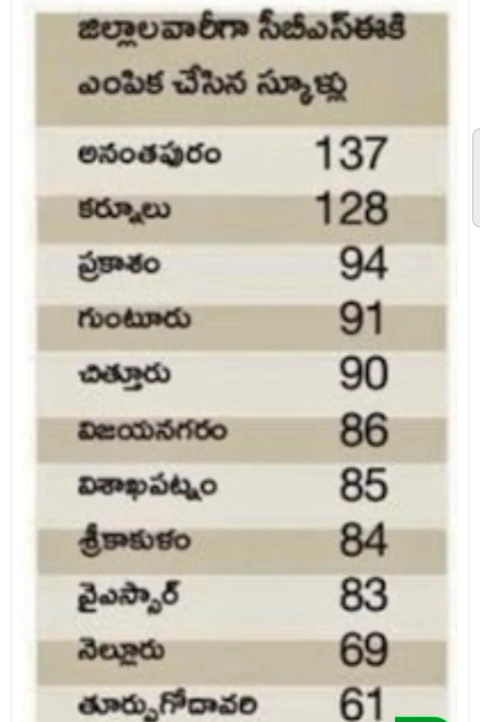 జిల్లాలవారీగా సీబీఎస్ఈకి
ఎంపిక చేసిన స్కూళ్లు
అనంతపురం 137
కర్నూలు 128
ప్రకాశం 94
గుంటూరు 91
చిత్తూరు 90
విజయనగరం 86
విశాఖపట్నం 85
శ్రీకాకుళం 84
వైఎస్సార్ 83
నెల్లూరు 69
తూర్పుగోదావరి 61